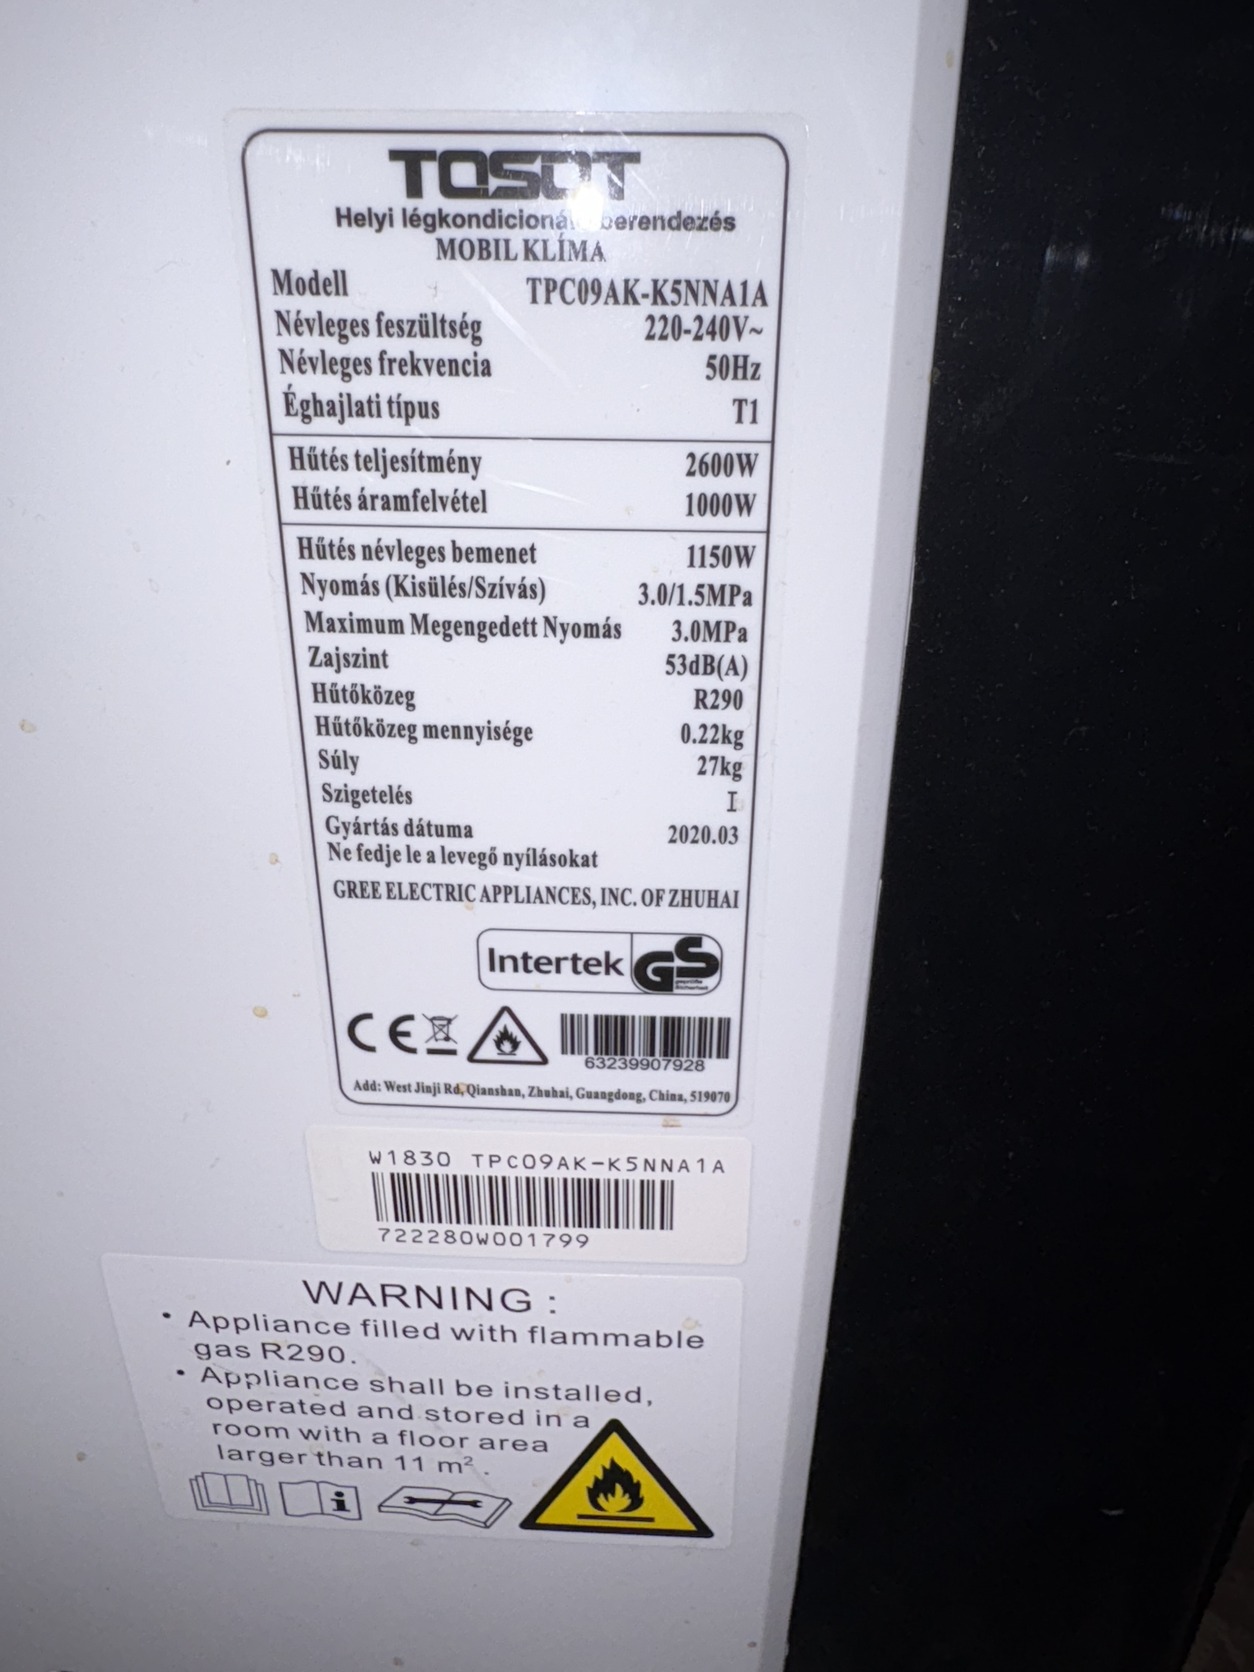 TOSOT
Helyi légkondicionáló berendezés
MOBIL KLÍMA
Modell TPC09AK-K5NNA1A
Névleges feszültség 220-240V~
Névleges frekvencia 50Hz
Éghajlati típus T1
Hűtés teljesítmény 2600W
Hűtés áramfelvétel 1000W
Hűtés névleges bemenet 1150W
Nyomás (Kisülés/Szívás) 3.0/1.5MPa
Maximum Megengedett Nyomás 3.0MPa
Zajszint 53dB(A)
Hűtőközeg R290
Hűtőközeg mennyisége 0.22kg
Súly 27kg
Szigetelés I
Gyártás dátuma 2020.03
Ne fedje le a levegő nyílásokat
GREE ELECTRIC APPLIANCES, INC. OF ZHUHAI
Intertek GS
geprüfte
Sicherheit
CE
63239907928
Add: West Jinji Rd, Qianshan, Zhuhai, Guangdong, China, 519070
W1830 TPC09AK-K5NNA1A
722280W001799
WARNING :
• Appliance filled with flammable
gas R290.
• Appliance shall be installed,
operated and stored in a
room with a floor area
larger than 11 m².
i